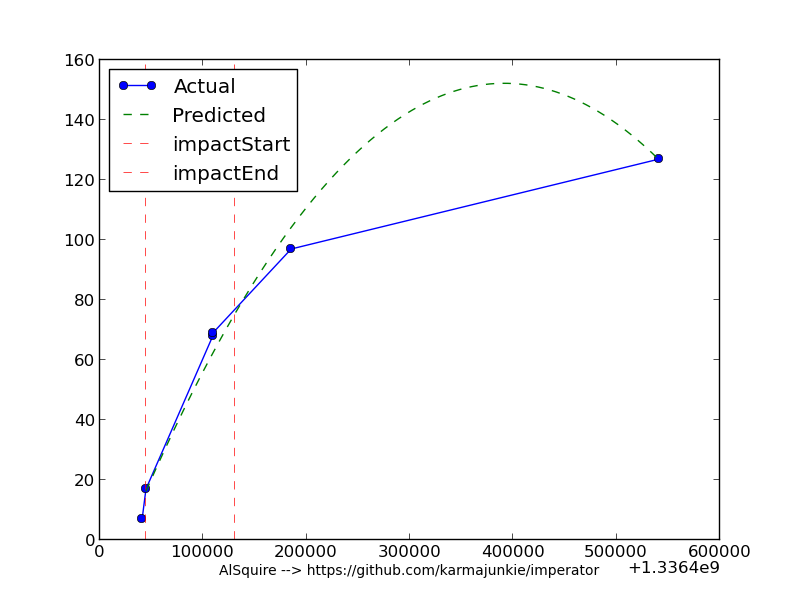 160
140
120
100
80
60
40
20
0
Actual
Predicted
impactStart
impactEnd
0 100000 200000 300000 400000 500000 600000
+1.3364e9
AlSquire --> https://github.com/karmajunkie/imperator